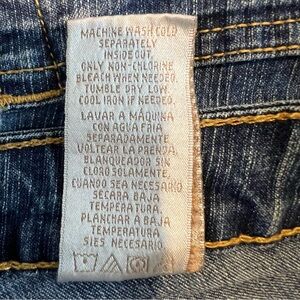 MACHINE WASH COLD
SEPARATELY
INSIDE OUT.
ONLY NON-CHLORINE
BLEACH WHEN NEEDED.
TUMBLE DRY LOW.
COOL IRON IF NEEDED.
LAVAR A MÁQUINA
CON AGUA FRIA
SEPARADAMENTE
VOLTEAR LA PRENDA.
BLANQUEADOR SIN
CLORO SOLAMENTE.
CUANDO SEA NECESARIO
SECARA BAJA
TEMPERATURA.
PLANCHAR A BAJA
TEMPERATURA
SIES NECESARIO.